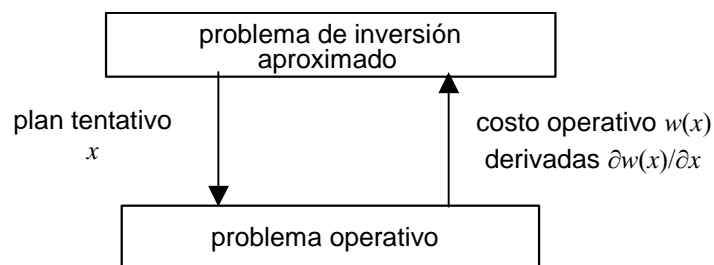 problema de inversión
aproximado
plan tentativo
x
costo operativo w(x)
derivadas ∂w(x)/∂x
problema operativo